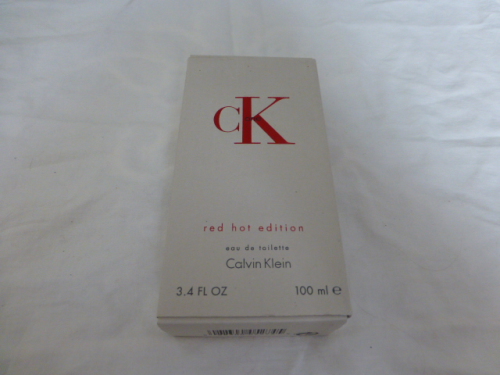 CK
red hot edition
eau de toilette
Calvin Klein
3.4 FL OZ 100 ml ℮